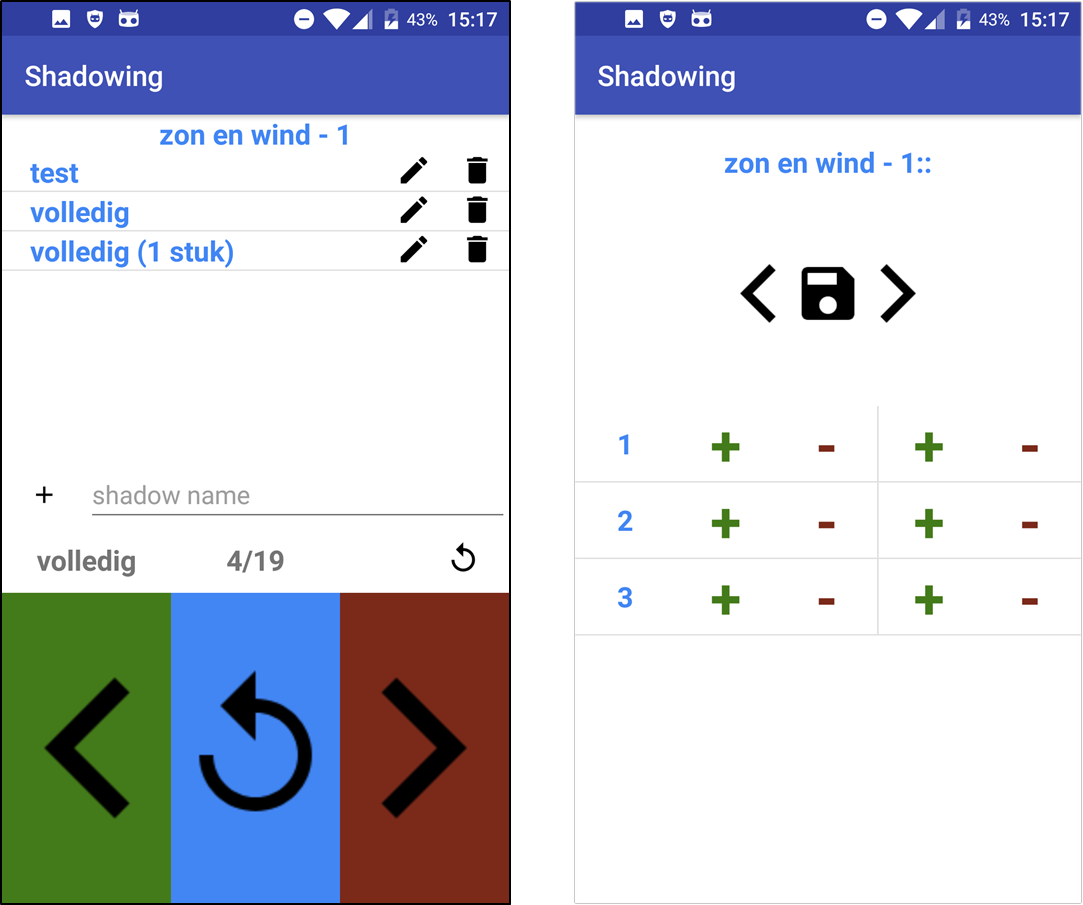 43% 15:17
Shadowing
zon en wind - 1
test
volledig
volledig (1 stuk)
+ shadow name
volledig 4/19
43% 15:17
Shadowing
zon en wind - 1::
1 + - + -
2 + - + -
3 + - + -